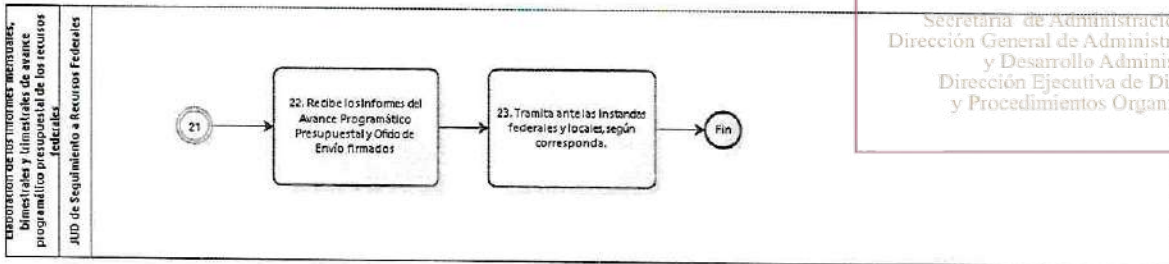 Elaboración de los informes mensuales,
bimestrales y trimestrales de avance
programático presupuestal de los recursos
federales
JUD de Seguimiento a Recursos Federales
21
22. Recibe los Informes del
Avance Programático
Presupuestal y Oficio de
Envío firmados
23. Tramita ante las Instancias
federales y locales, según
corresponda.
Fin
Secretaría de Administració
Dirección General de Administr
y Desarrollo Adminis
Dirección Ejecutiva de Di
y Procedimientos Organ